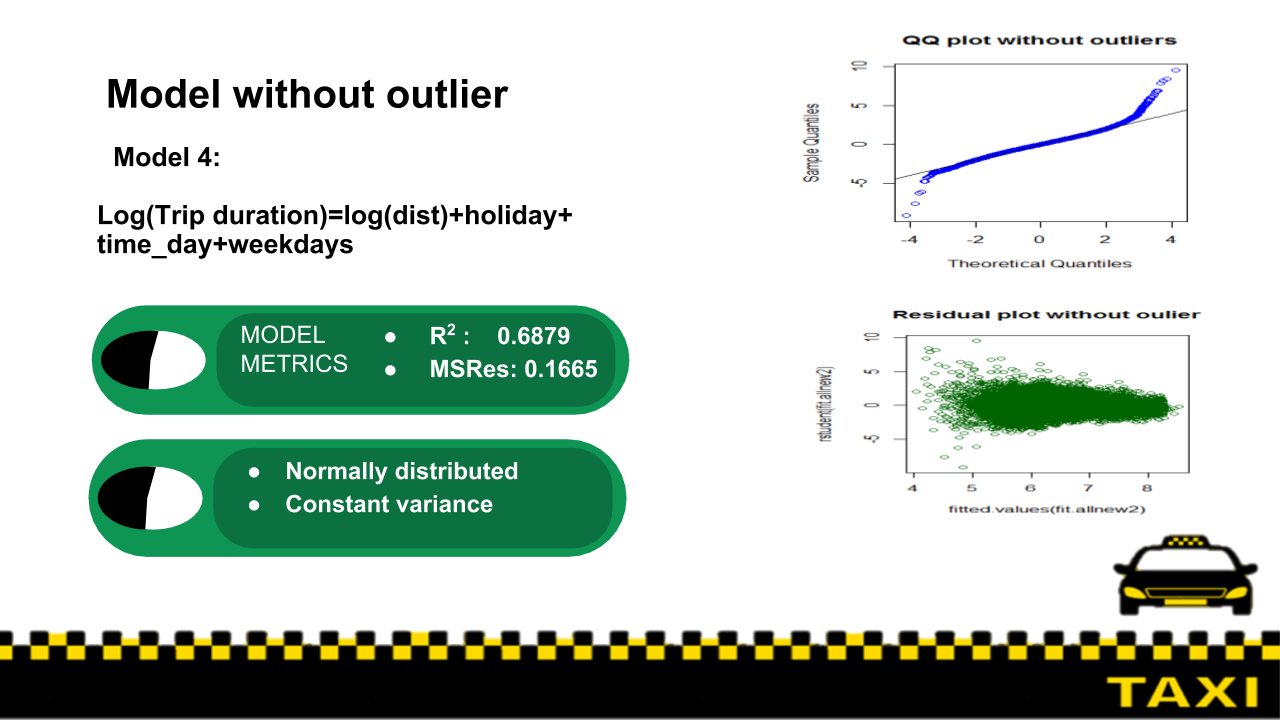 Model without outlier
Model 4:
Log(Trip duration)=log(dist)+holiday+
time_day+weekdays
MODEL
METRICS
● R² : 0.6879
● MSRes: 0.1665
● Normally distributed
● Constant variance
QQ plot without outliers
Sample Quantiles
10
5
0
-5
-4 -2 0 2 4
Theoretical Quantiles
Residual plot without oulier
rstudent(fit.allnew2)
10
5
0
-5
4 5 6 7 8
fitted.values(fit.allnew2)
TAXI